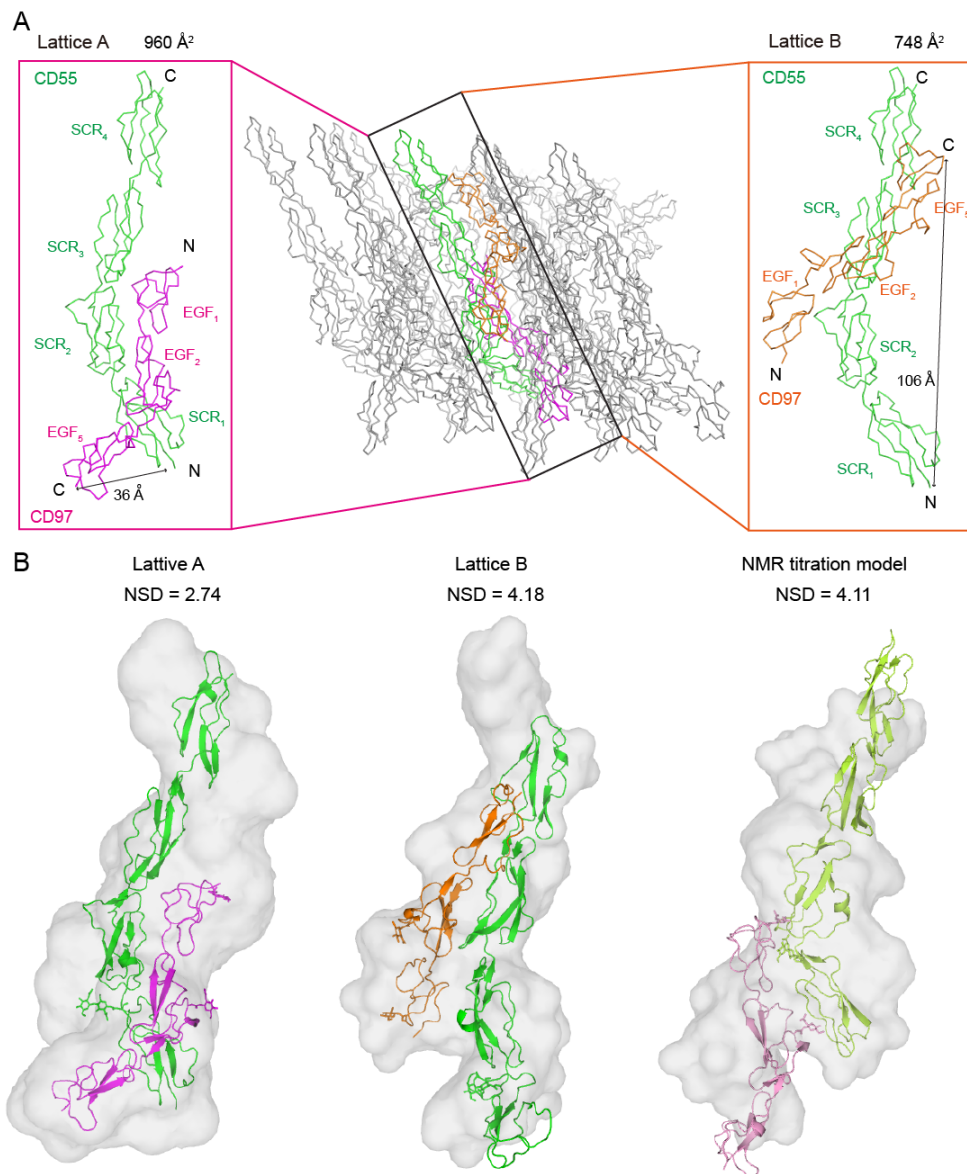 A
Lattice A 960 Å²
CD55
C
SCR₄
SCR₃
N
EGF₁
SCR₂
EGF₂
SCR₁
EGF₅
N
C
36 Å
CD97
Lattice B 748 Å²
CD55
C
SCR₄
C
SCR₃
EGF₅
EGF₁
EGF₂
SCR₂
N
106 Å
CD97
SCR₁
N
B
Lattive A
NSD = 2.74
Lattice B
NSD = 4.18
NMR titration model
NSD = 4.11